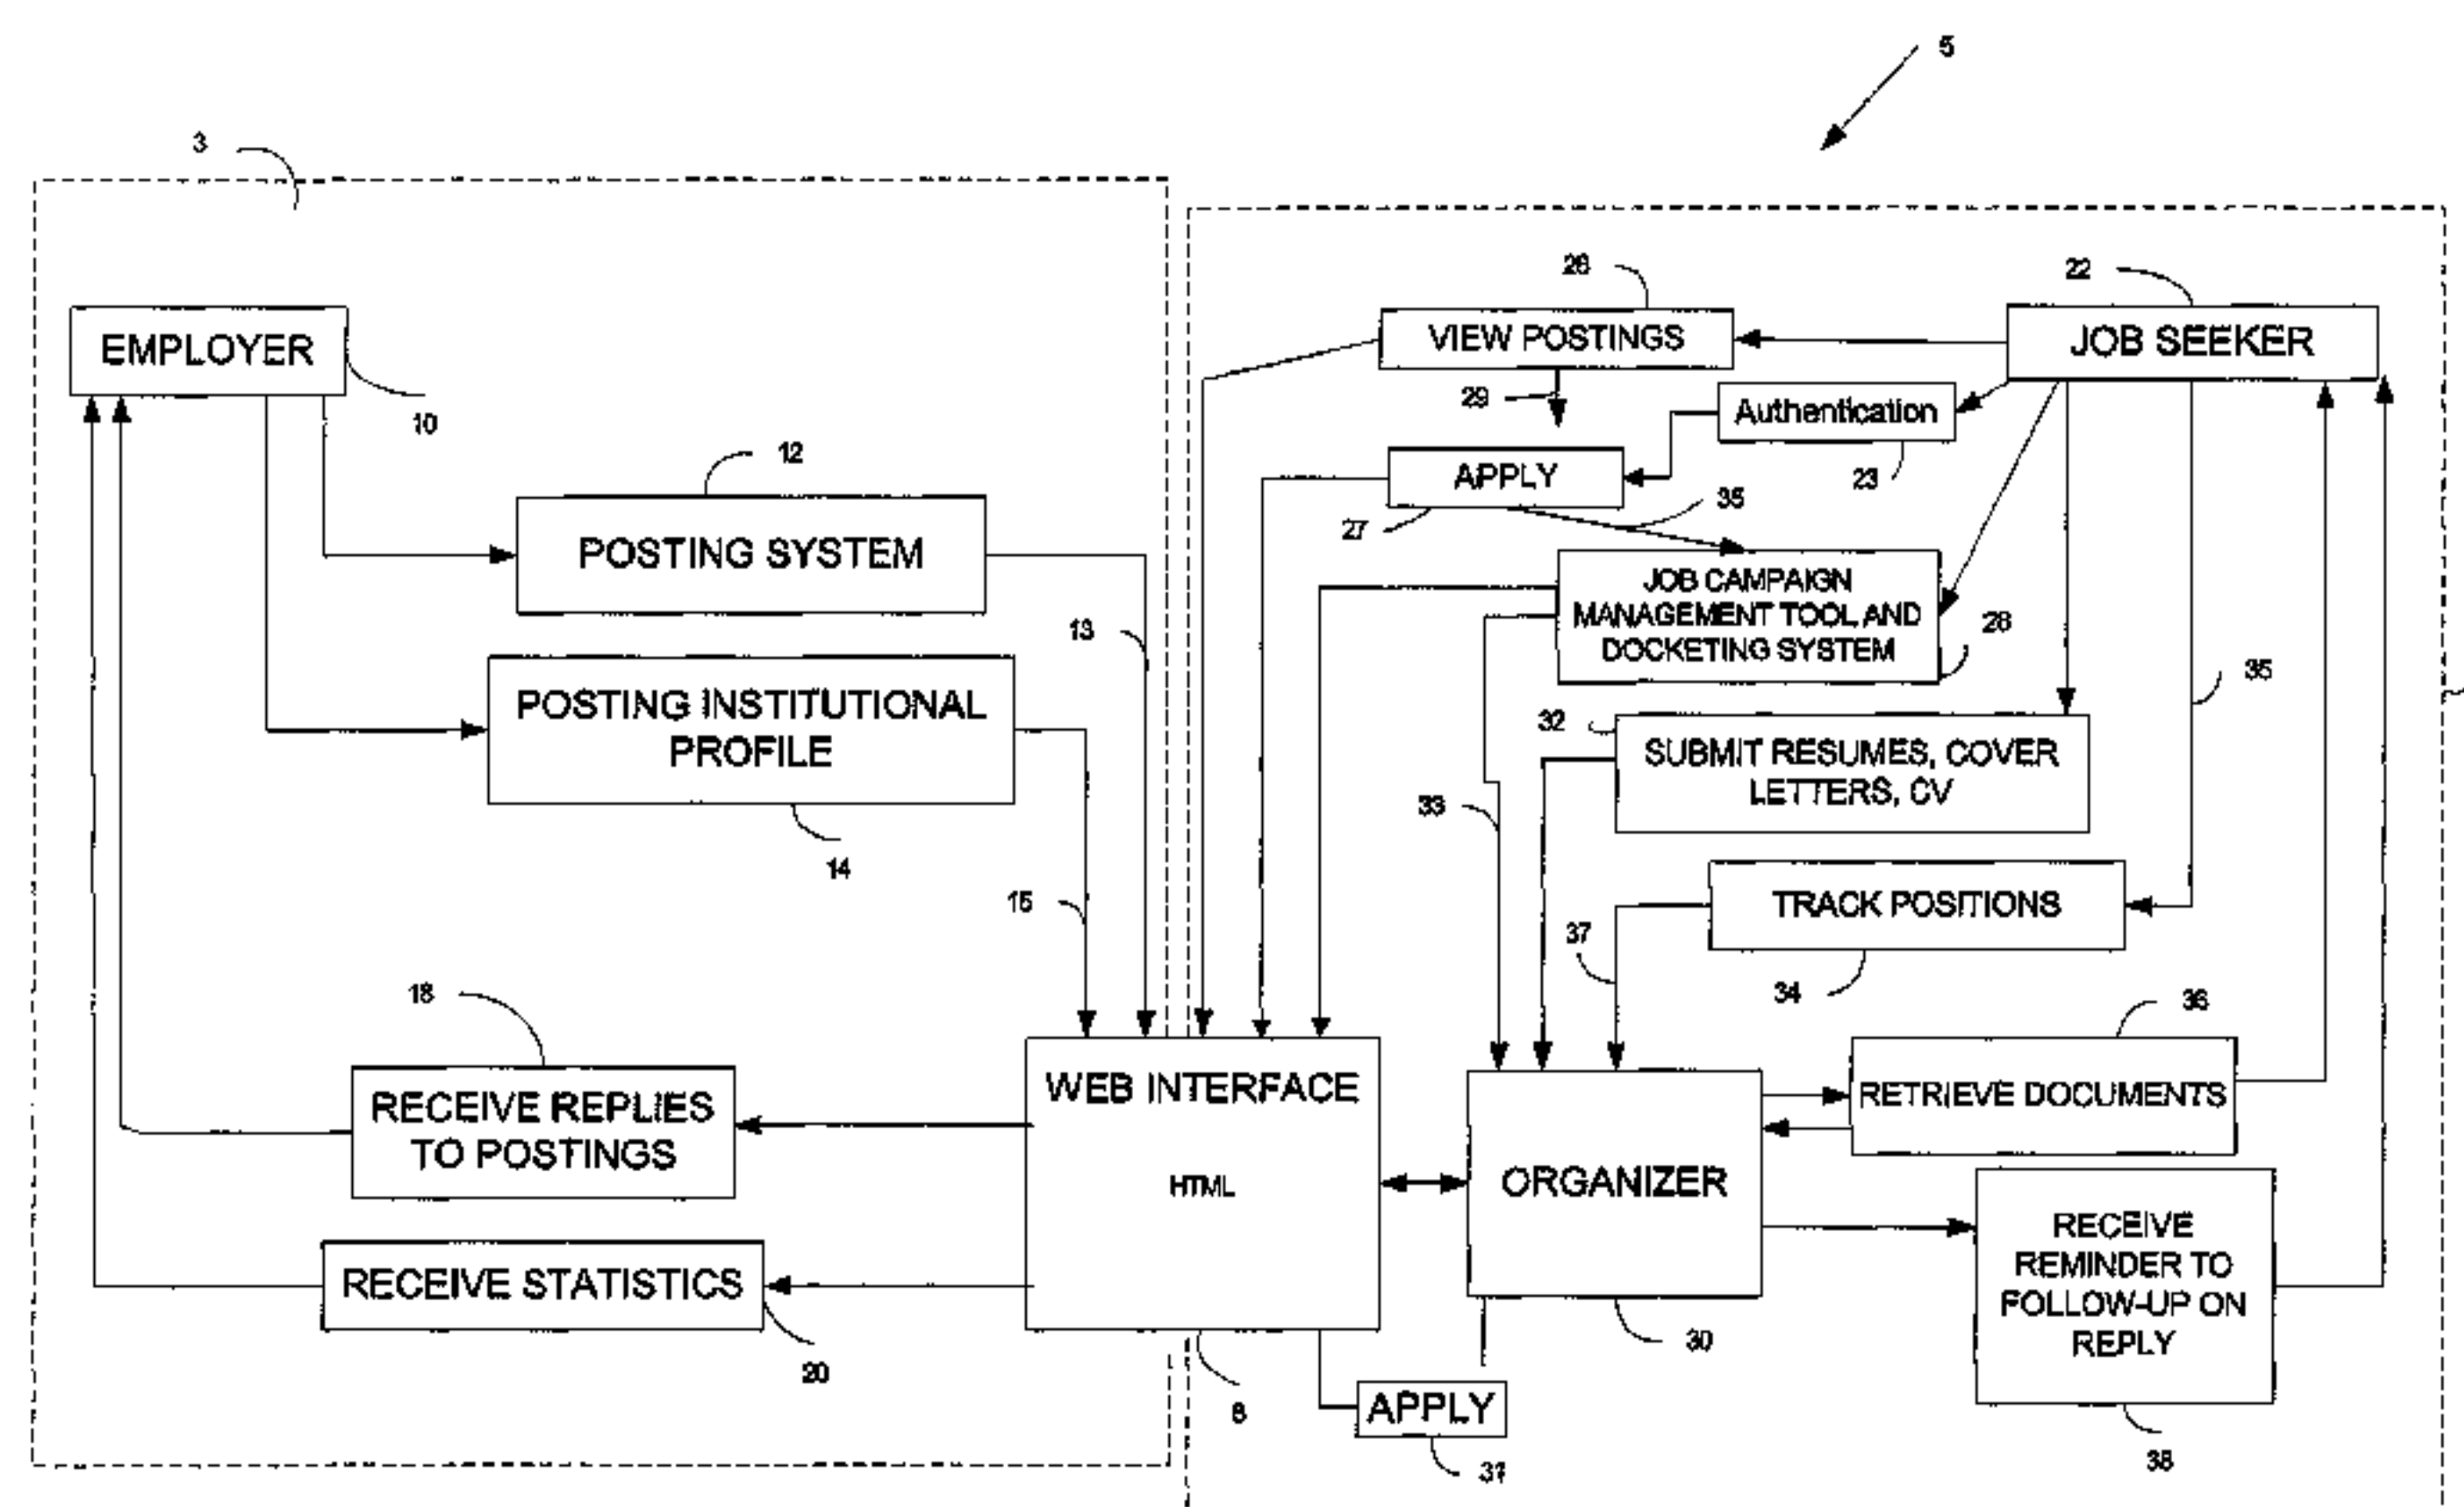 5
3
26
22
EMPLOYER
VIEW POSTINGS
JOB SEEKER
29
Authentication
10
12
APPLY
23
35
27
POSTING SYSTEM
JOB CAMPAIGN
MANAGEMENT TOOL AND
DOCKETING SYSTEM
28
13
35
POSTING INSTITUTIONAL
PROFILE
32
SUBMIT RESUMES, COVER
LETTERS, CV
33
14
15
TRACK POSITIONS
37
34
18
36
WEB INTERFACE
RETRIEVE DOCUMENTS
RECEIVE REPLIES
TO POSTINGS
HTML
ORGANIZER
RECEIVE
REMINDER TO
FOLLOW-UP ON
REPLY
RECEIVE STATISTICS
30
20
8
APPLY
31
38